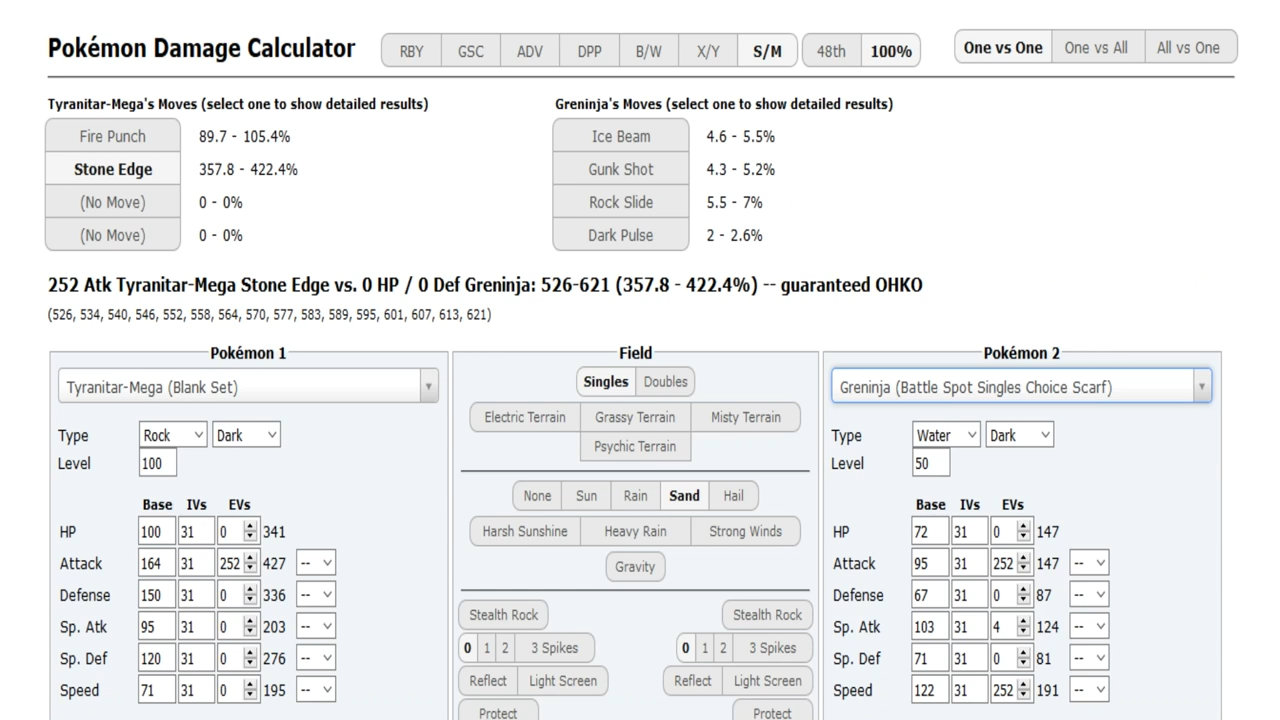 Pokémon Damage Calculator RBY GSC ADV DPP B/W X/Y S/M 48th 100% One vs One One vs All All vs One
Tyranitar-Mega's Moves (select one to show detailed results) Greninja's Moves (select one to show detailed results)
Fire Punch 89.7 - 105.4% Ice Beam 4.6 - 5.5%
Stone Edge 357.8 - 422.4% Gunk Shot 4.3 - 5.2%
(No Move) 0 - 0% Rock Slide 5.5 - 7%
(No Move) 0 - 0% Dark Pulse 2 - 2.6%
252 Atk Tyranitar-Mega Stone Edge vs. 0 HP / 0 Def Greninja: 526-621 (357.8 - 422.4%) -- guaranteed OHKO
(526, 534, 540, 546, 552, 558, 564, 570, 577, 583, 589, 595, 601, 607, 613, 621)
Pokémon 1 Field Pokémon 2
Tyranitar-Mega (Blank Set) Singles Doubles Greninja (Battle Spot Singles Choice Scarf)
Electric Terrain Grassy Terrain Misty Terrain
Type Rock Dark Psychic Terrain Type Water Dark
Level 100 Level 50
None Sun Rain Sand Hail
Base IVs EVs Base IVs EVs
HP 100 31 0 341 Harsh Sunshine Heavy Rain Strong Winds HP 72 31 0 147
Attack 164 31 252 427 -- Gravity Attack 95 31 252 147 --
Defense 150 31 0 336 -- Defense 67 31 0 87 --
Stealth Rock Stealth Rock
Sp. Atk 95 31 0 203 -- Sp. Atk 103 31 4 124 --
0 1 2 3 Spikes 0 1 2 3 Spikes
Sp. Def 120 31 0 276 -- Sp. Def 71 31 0 81 --
Reflect Light Screen Reflect Light Screen
Speed 71 31 0 195 -- Speed 122 31 252 191 --
Protect Protect